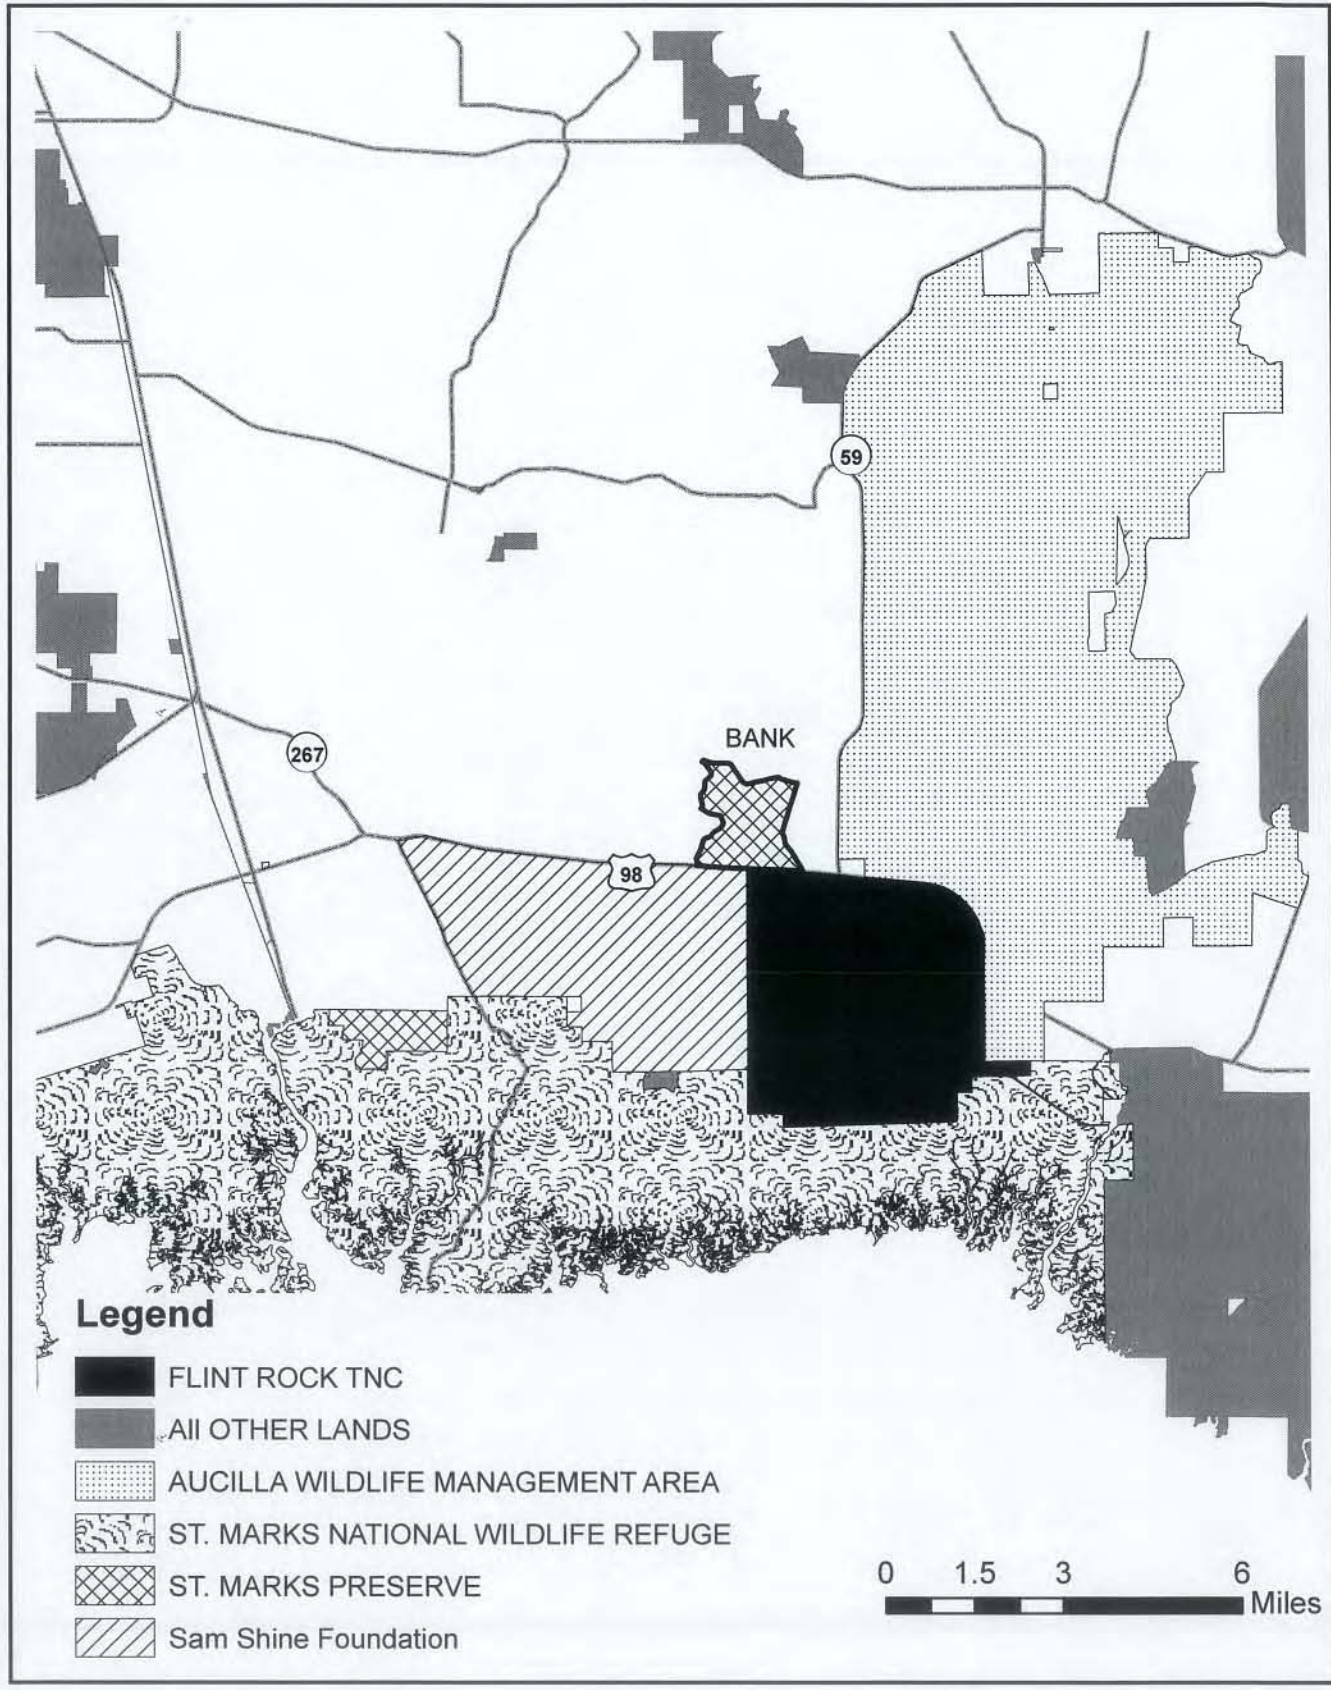 59
BANK
267
98
Legend
FLINT ROCK TNC
All OTHER LANDS
AUCILLA WILDLIFE MANAGEMENT AREA
ST. MARKS NATIONAL WILDLIFE REFUGE
ST. MARKS PRESERVE
Sam Shine Foundation
0 1.5 3 6
Miles